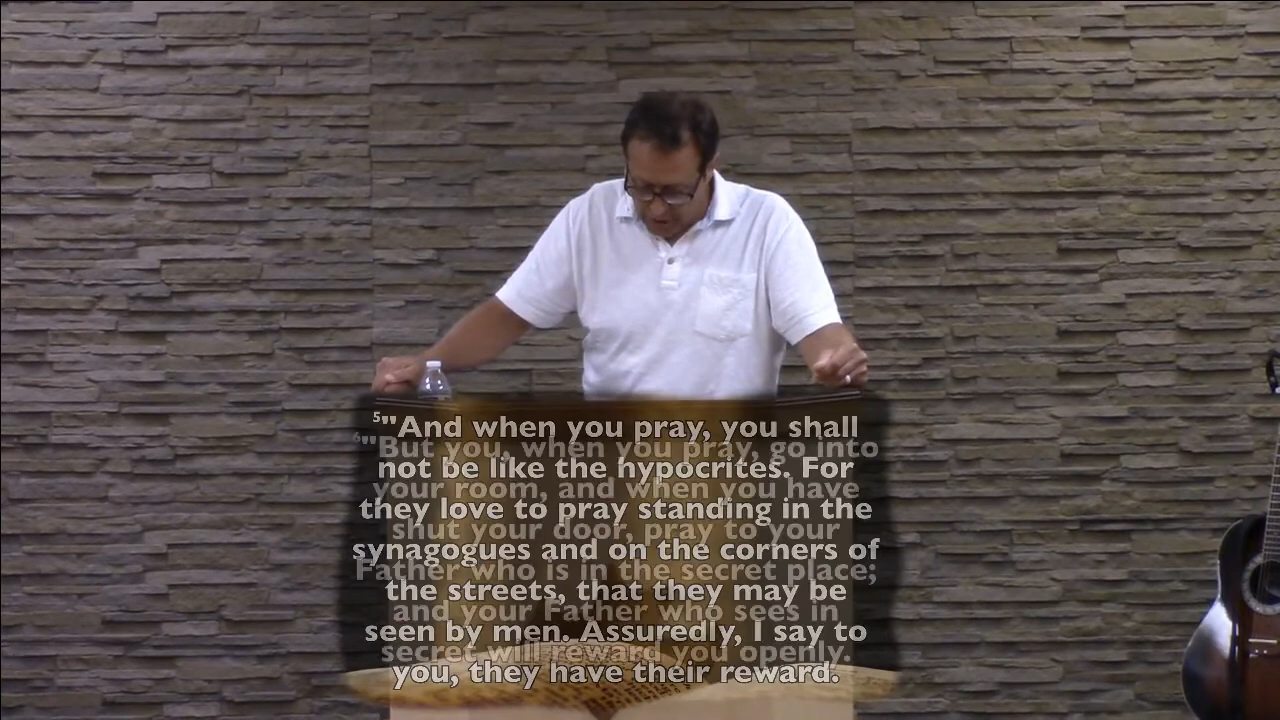 ⁵"And when you pray, you shall
not be like the hypocrites. For
they love to pray standing in the
synagogues and on the corners of
the streets, that they may be
seen by men. Assuredly, I say to
you, they have their reward.
⁶"But you, when you pray, go into
your room, and when you have
shut your door, pray to your
Father who is in the secret place;
and your Father who sees in
secret will reward you openly.